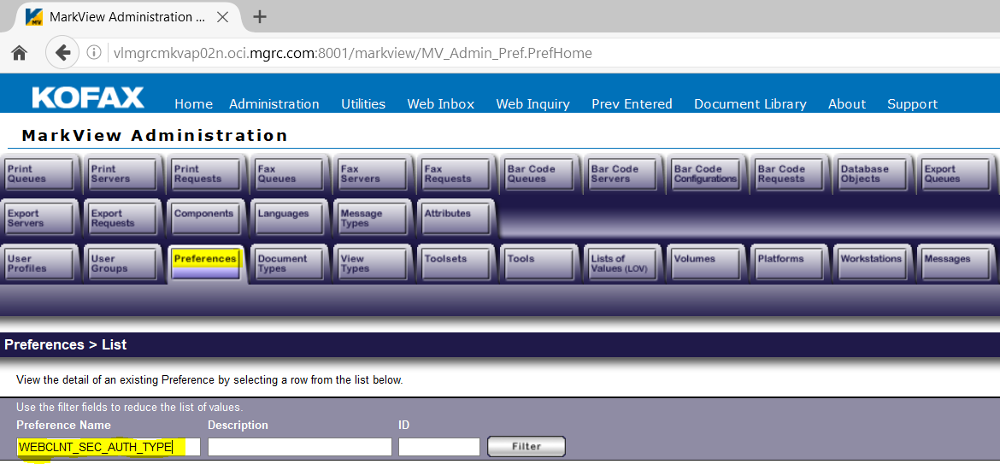 MV MarkView Administration ...
vlmgrcmkvap02n.oci.mgrc.com:8001/markview/MV_Admin_Pref.PrefHome
KOFAX Home Administration Utilities Web Inbox Web Inquiry Prev Entered Document Library About Support
MarkView Administration
Print Queues Print Servers Print Requests Fax Queues Fax Servers Fax Requests Bar Code Queues Bar Code Servers Bar Code Configurations Bar Code Requests Database Objects Export Queues
Export Servers Export Requests Components Languages Message Types Attributes
User Profiles User Groups Preferences Document Types View Types Toolsets Tools Lists of Values (LOV) Volumes Platforms Workstations Messages
Preferences > List
View the detail of an existing Preference by selecting a row from the list below.
Use the filter fields to reduce the list of values.
Preference Name Description ID
WEBCLNT_SEC_AUTH_TYPE Filter